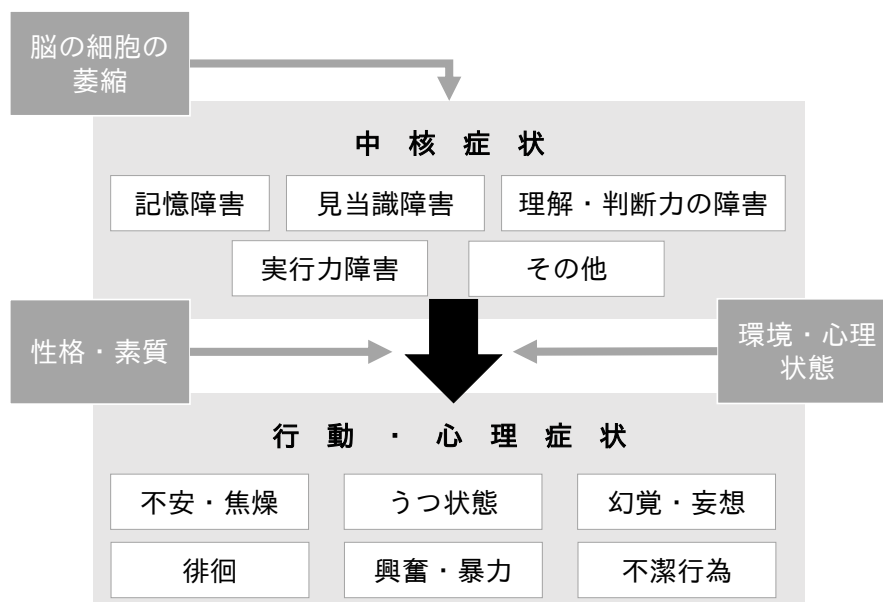 脳の細胞の
萎縮
中核症状
記憶障害
見当識障害
理解・判断力の障害
実行力障害
その他
性格・素質
環境・心理
状態
行動・心理症状
不安・焦燥
うつ状態
幻覚・妄想
徘徊
興奮・暴力
不潔行為